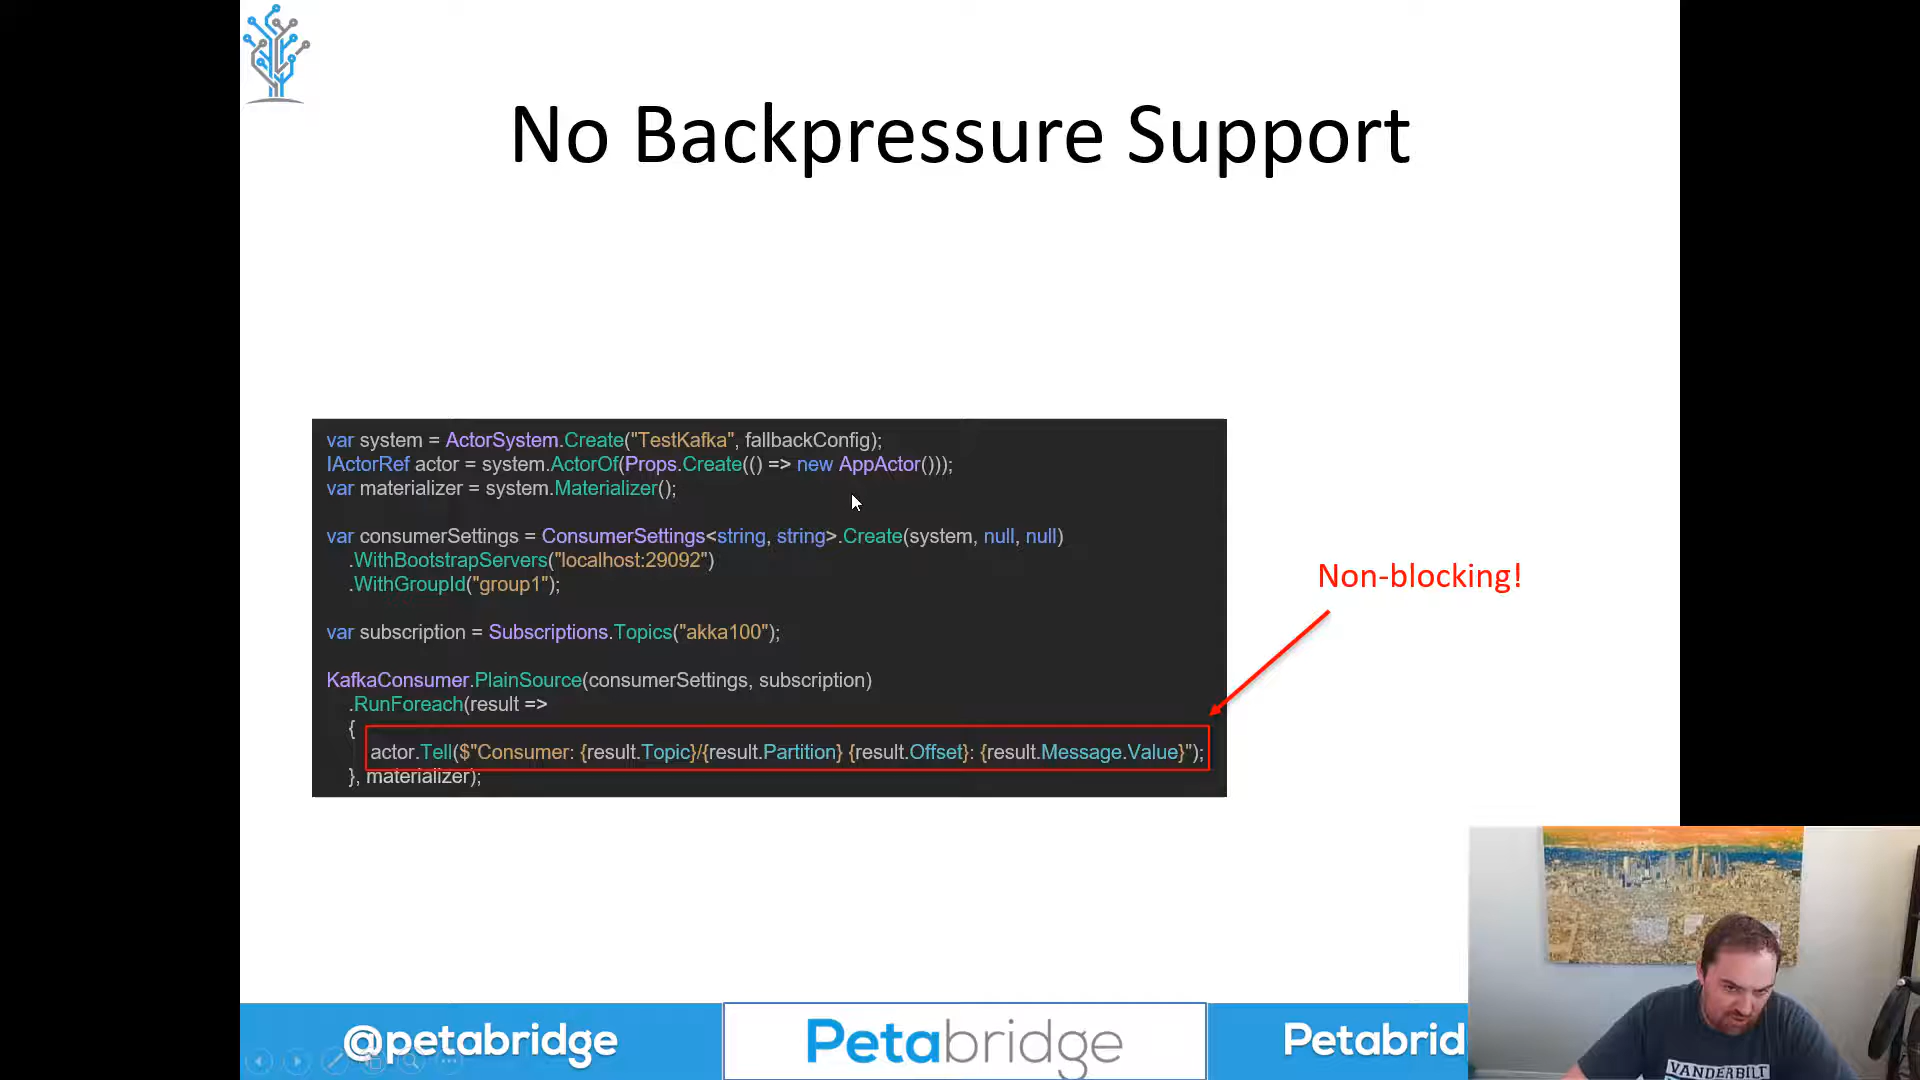 No Backpressure Support
var system = ActorSystem.Create("TestKafka", fallbackConfig);
IActorRef actor = system.ActorOf(Props.Create(() => new AppActor()));
var materializer = system.Materializer();
var consumerSettings = ConsumerSettings<string, string>.Create(system, null, null)
.WithBootstrapServers("localhost:29092")
.WithGroupId("group1");
var subscription = Subscriptions.Topics("akka100");
KafkaConsumer.PlainSource(consumerSettings, subscription)
.RunForeach(result =>
{
actor.Tell($"Consumer: {result.Topic}/{result.Partition} {result.Offset}: {result.Message.Value}");
}, materializer);
Non-blocking!
@petabridge
Petabridge
Petabrid
VANDERBILT